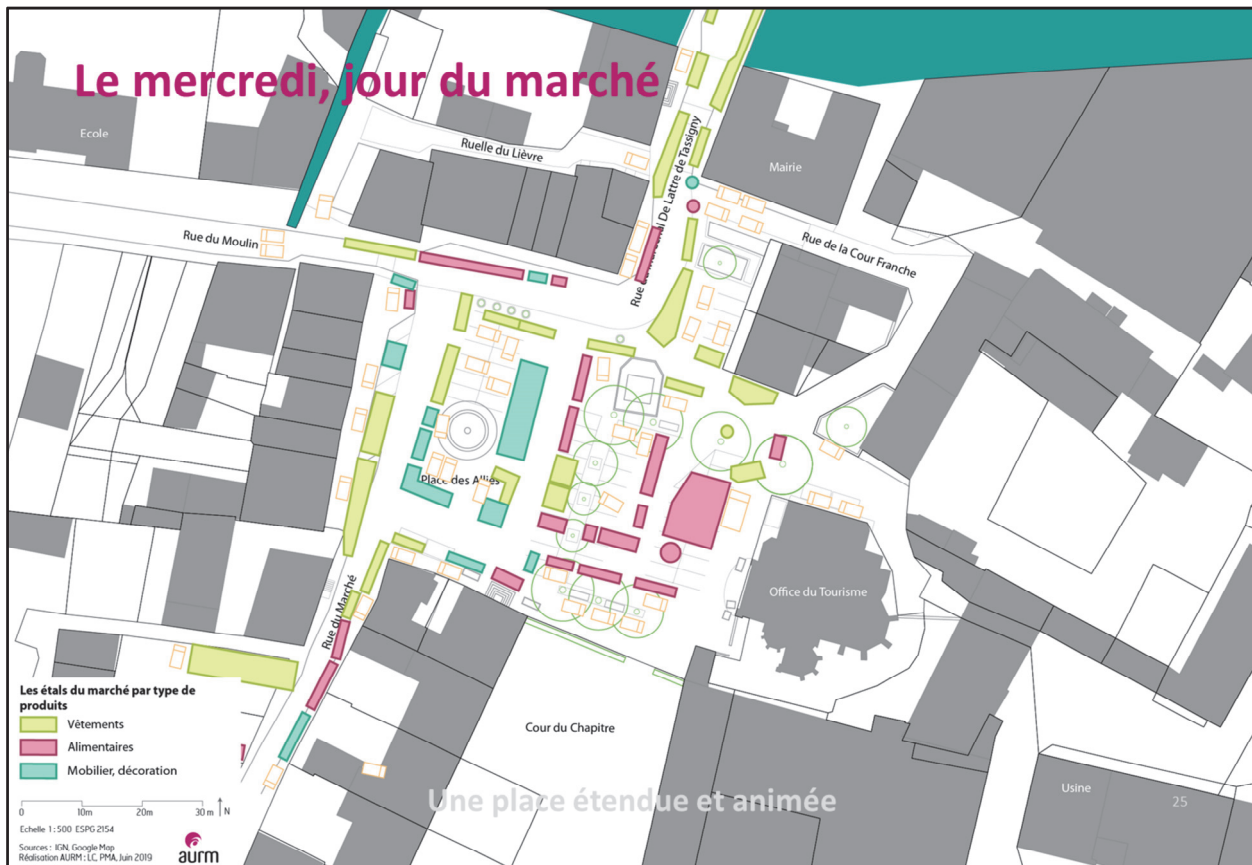 Le mercredi, jour du marché
Ecole
Ruelle du Lièvre
Rue du Maréchal De Lattre de Tassigny
Mairie
Rue du Moulin
Rue de la Cour Franche
Place des Alliés
Rue du Marché
Office du Tourisme
Cour du Chapitre
Usine
Les étals du marché par type de
produits
Vêtements
Alimentaires
Mobilier, décoration
0 10m 20m 30 m N
Echelle 1:500 ESPG 2154
Sources : IGN, Google Map
Réalisation AURM : LC, PMA, Juin 2019
aurm
Une place étendue et animée
25